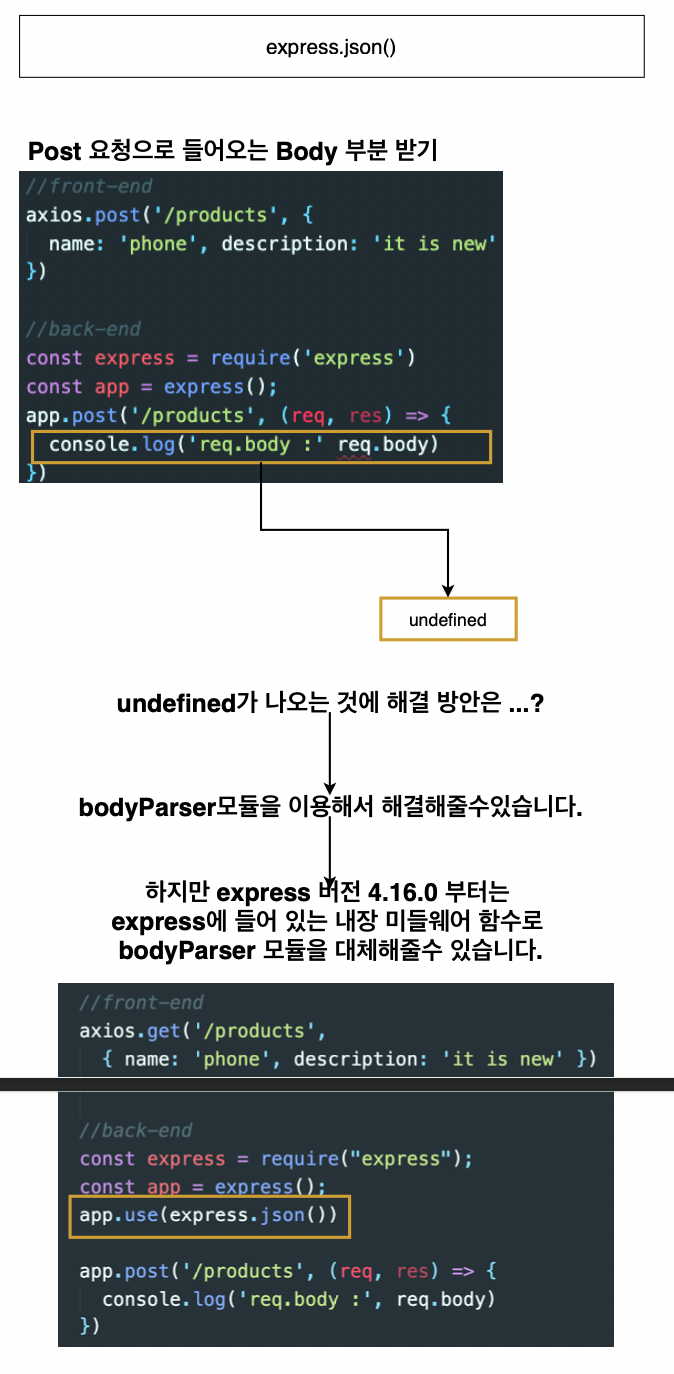 express.json()
Post 요청으로 들어오는 Body 부분 받기
//front-end
axios.post('/products', {
  name: 'phone', description: 'it is new'
})
//back-end
const express = require('express')
const app = express();
app.post('/products', (req, res) => {
  console.log('req.body :' req.body)
})
undefined
undefined가 나오는 것에 해결 방안은 ...?
bodyParser모듈을 이용해서 해결해줄수있습니다.
하지만 express 버전 4.16.0 부터는
express에 들어 있는 내장 미들웨어 함수로
bodyParser 모듈을 대체해줄수 있습니다.
//front-end
axios.get('/products',
  { name: 'phone', description: 'it is new' })
//back-end
const express = require("express");
const app = express();
app.use(express.json())
app.post('/products', (req, res) => {
  console.log('req.body :', req.body)
})